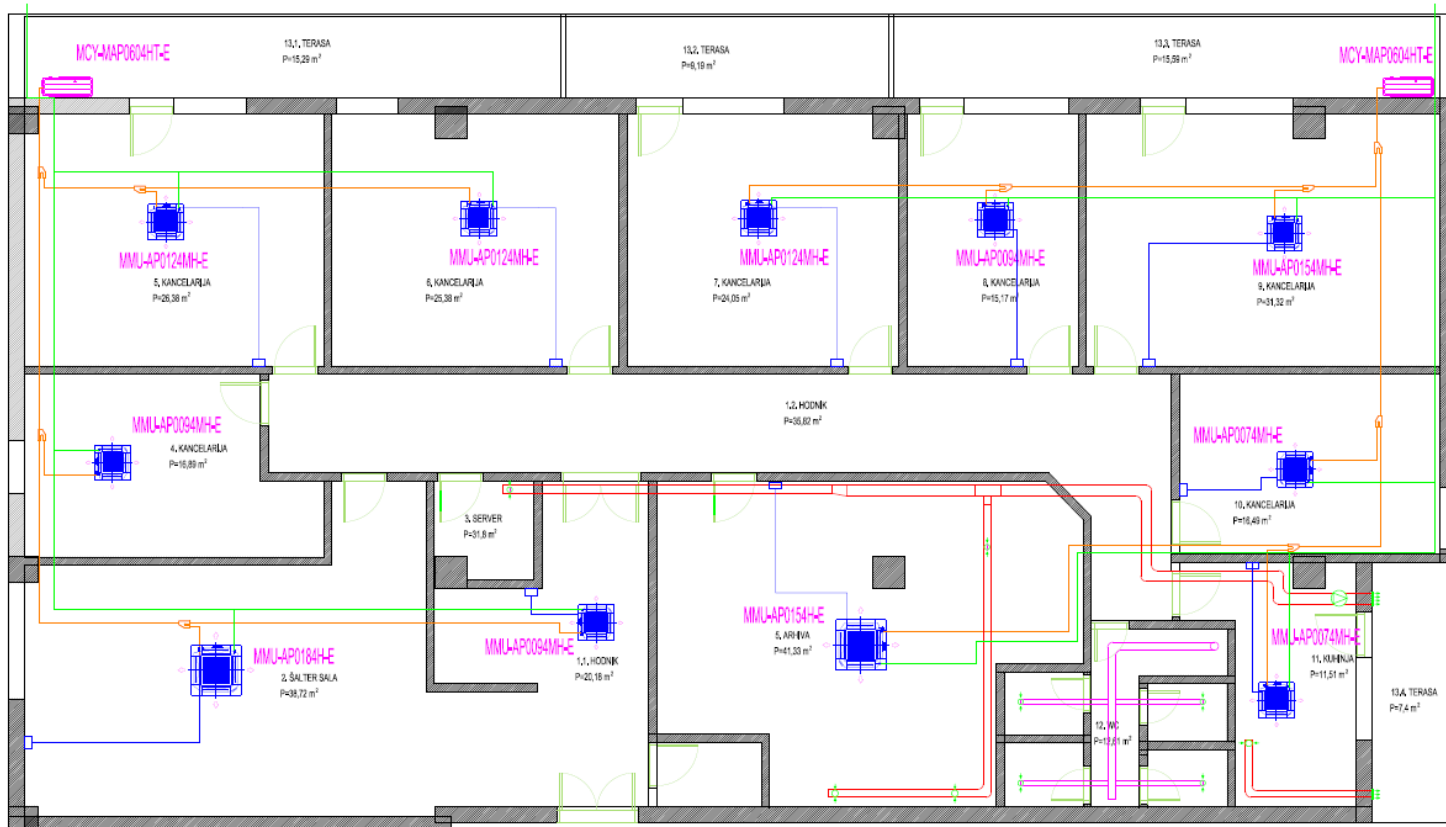 13.1. TERASA
P=15,29 m²
13.2. TERASA
P=9,19 m²
13.3. TERASA
P=15,59 m²
MCY-MAP0604HT-E
MCY-MAP0604HT-E
MMU-AP0124MH-E
5. KANCELARIJA
P=26,38 m²
MMU-AP0124MH-E
6. KANCELARIJA
P=25,38 m²
MMU-AP0124MH-E
7. KANCELARIJA
P=24,05 m²
MMU-AP0094MH-E
8. KANCELARIJA
P=15,17 m²
MMU-AP0154MH-E
9. KANCELARIJA
P=31,32 m²
1.2. HODNIK
P=35,82 m²
MMU-AP0094MH-E
4. KANCELARIJA
P=16,89 m²
MMU-AP0074MH-E
10. KANCELARIJA
P=16,49 m²
3. SERVER
P=31,8 m²
MMU-AP0184H-E
2. ŠALTER SALA
P=38,72 m²
MMU-AP0094MH-E
1.1. HODNIK
P=20,18 m²
MMU-AP0154H-E
5. ARHIVA
P=41,33 m²
MMU-AP0074MH-E
11. KUHINJA
P=11,51 m²
12. WC
P=12,61 m²
13.4. TERASA
P=7,4 m²